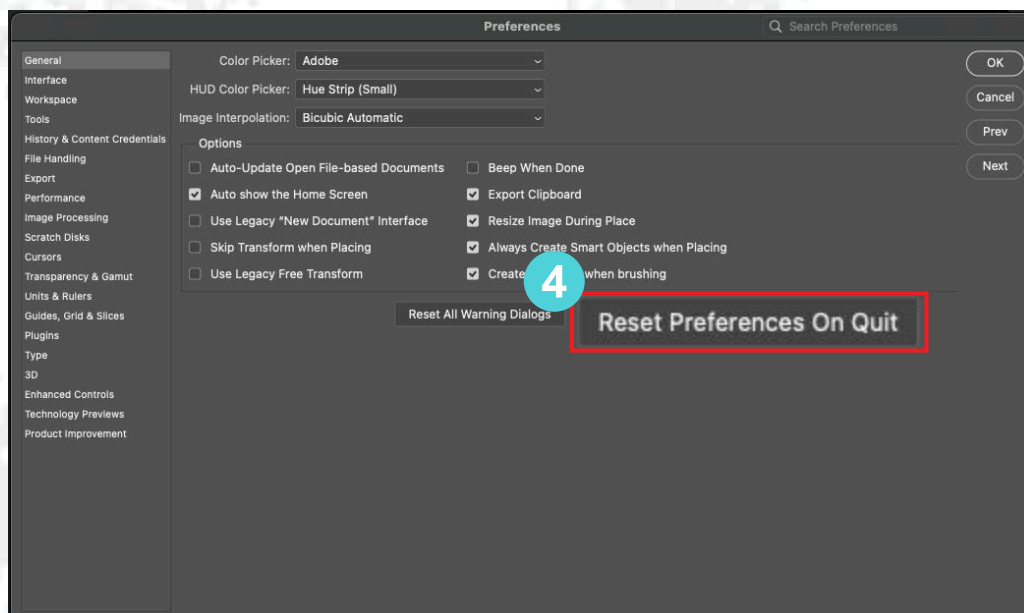 Preferences
Search Preferences
General
Interface
Workspace
Tools
History & Content Credentials
File Handling
Export
Performance
Image Processing
Scratch Disks
Cursors
Transparency & Gamut
Units & Rulers
Guides, Grid & Slices
Plugins
Type
3D
Enhanced Controls
Technology Previews
Product Improvement
Color Picker: Adobe
HUD Color Picker: Hue Strip (Small)
Image Interpolation: Bicubic Automatic
Options
Auto-Update Open File-based Documents
Auto show the Home Screen
Use Legacy “New Document” Interface
Skip Transform when Placing
Use Legacy Free Transform
Beep When Done
Export Clipboard
Resize Image During Place
Always Create Smart Objects when Placing
Create when brushing
4
Reset All Warning Dialogs
Reset Preferences On Quit
OK
Cancel
Prev
Next